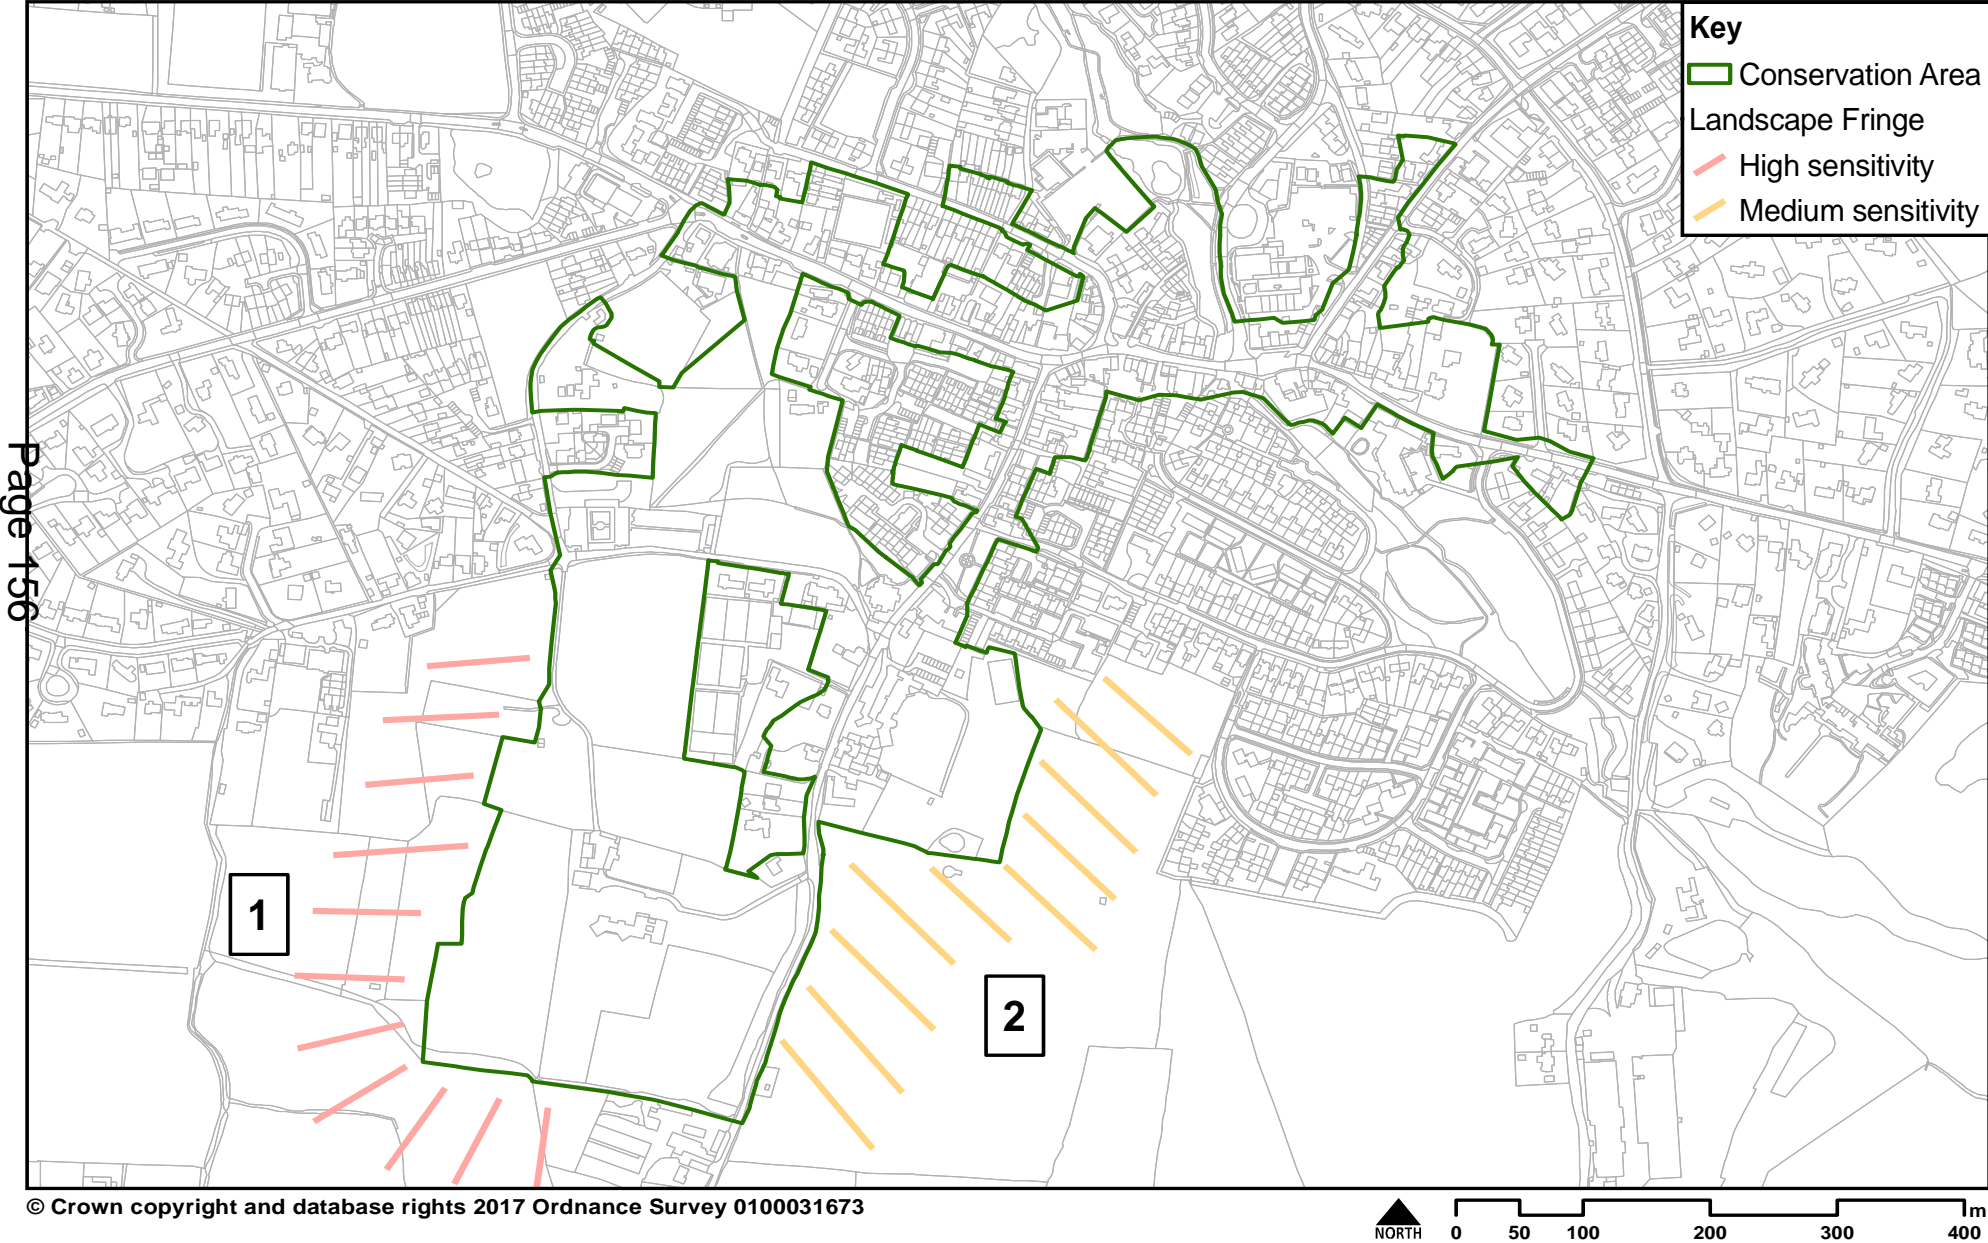 Key
Conservation Area
Landscape Fringe
High sensitivity
Medium sensitivity
Page 156
1
2
© Crown copyright and database rights 2017 Ordnance Survey 0100031673
NORTH
m
0 50 100 200 300 400